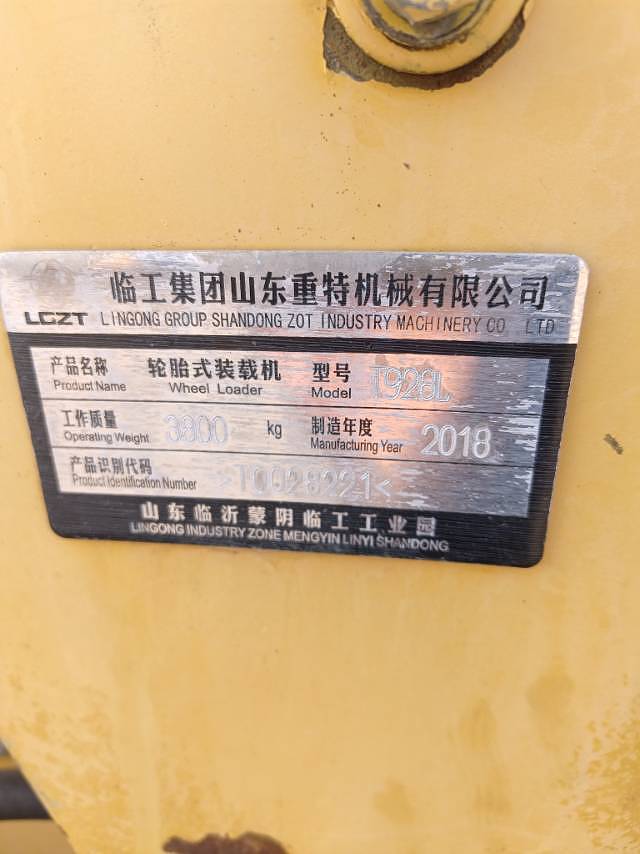 临工集团山东重特机械有限公司
LGZT LINGONG GROUP SHANDONG ZOT INDUSTRY MACHINERY CO. LTD
产品名称 轮胎式装载机 型号 T926L
Product Name Wheel Loader Model
工作质量 3800 kg 制造年度 2018
Operating Weight Manufacturing Year
产品识别代码 >T0028221<
Product Identification Number
山东临沂蒙阴临工工业园
LINGONG INDUSTRY ZONE MENGYIN LINYI SHANDONG